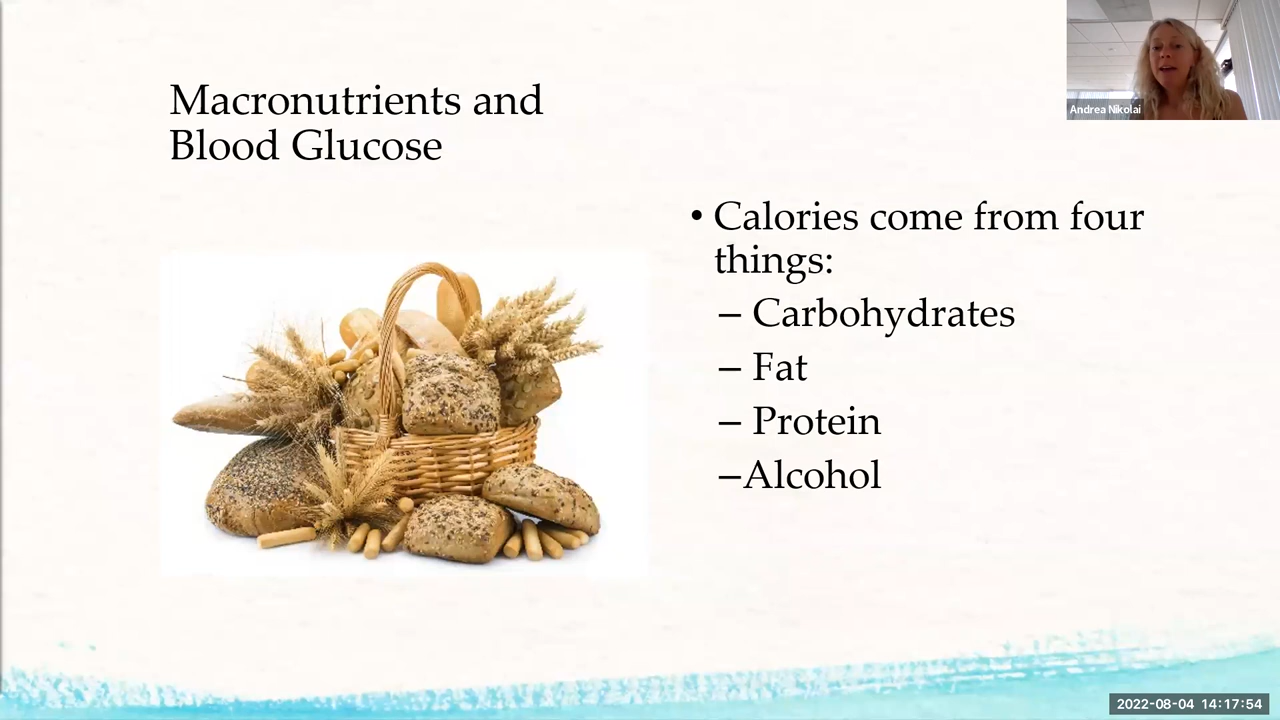 Macronutrients and
Blood Glucose
Andrea Nikolai
• Calories come from four
things:
– Carbohydrates
– Fat
– Protein
–Alcohol
2022-08-04 14:17:54